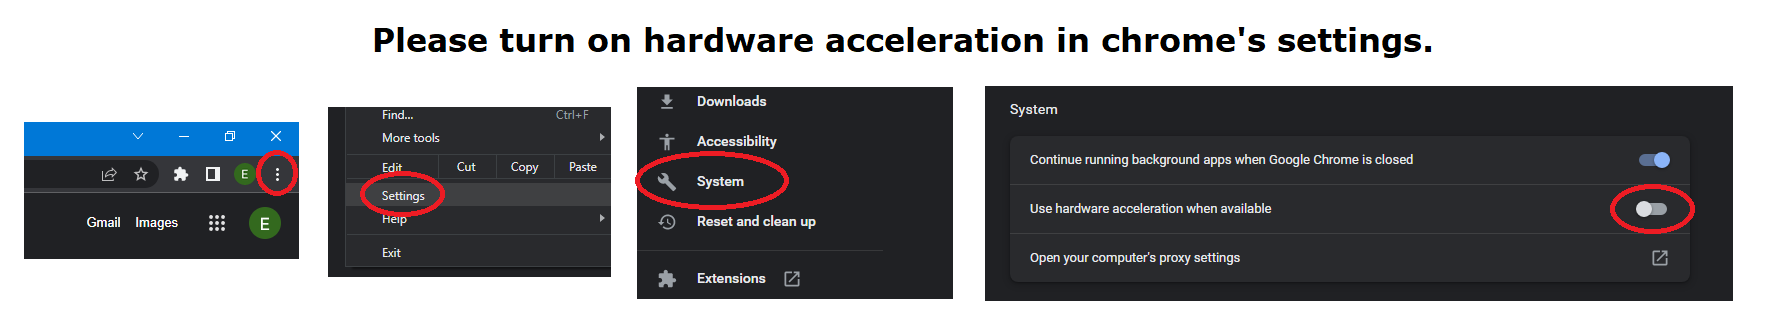 Please turn on hardware acceleration in chrome's settings.
E
Gmail Images
E
Find... Ctrl+F
More tools
Edit Cut Copy Paste
Settings
Help
Exit
Downloads
Accessibility
System
Reset and clean up
Extensions
System
Continue running background apps when Google Chrome is closed
Use hardware acceleration when available
Open your computer's proxy settings